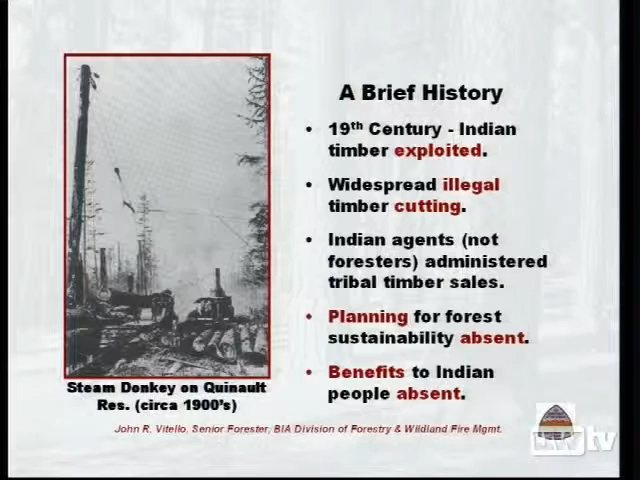 A Brief History
• 19th Century - Indian
timber exploited.
• Widespread illegal
timber cutting.
• Indian agents (not
foresters) administered
tribal timber sales.
• Planning for forest
sustainability absent.
• Benefits to Indian
people absent.
Steam Donkey on Quinault
Res. (circa 1900's)
John R. Vitello, Senior Forester, BIA Division of Forestry & Wildland Fire Mgmt.
tv